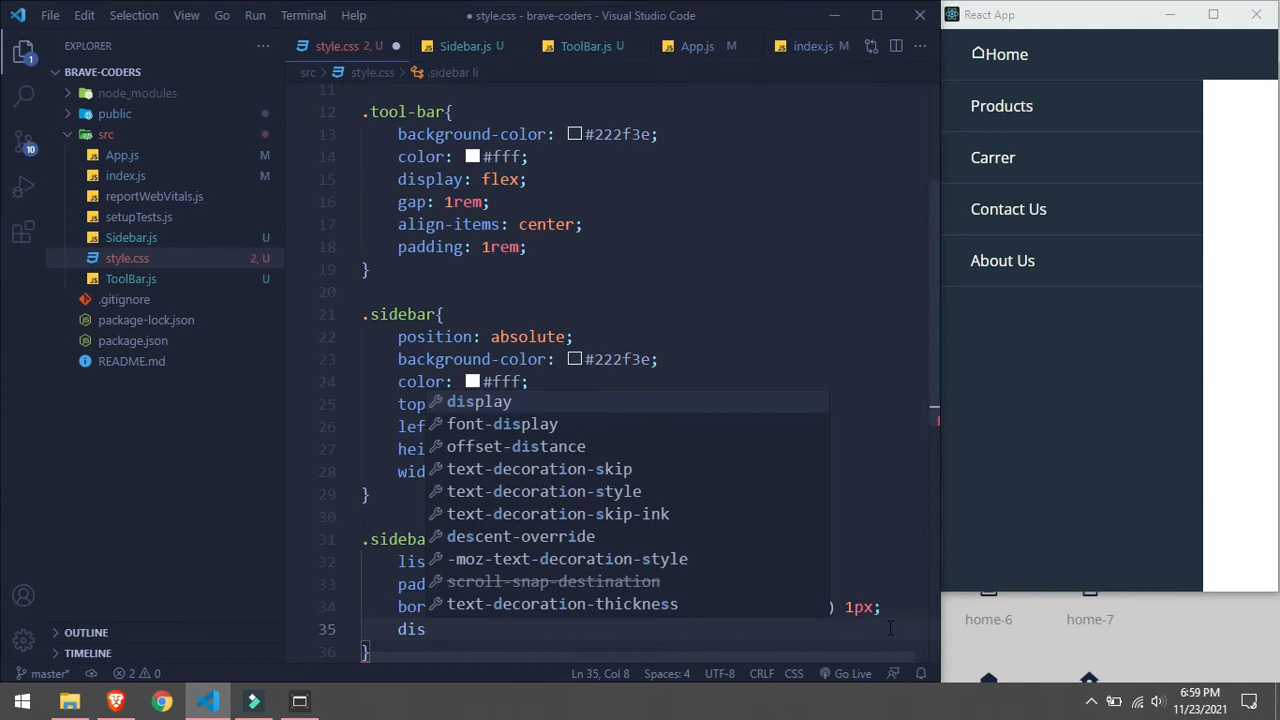 File Edit Selection View Go Run Terminal Help
style.css - brave-coders - Visual Studio Code
React App
EXPLORER
style.css 2, U
Sidebar.js U
ToolBar.js U
App.js M
index.js M
src style.css .sidebar li
BRAVE-CODERS
node_modules
public
src
App.js M
index.js M
reportWebVitals.js
setupTests.js
Sidebar.js U
style.css 2, U
ToolBar.js U
.gitignore
package-lock.json
package.json
README.md
OUTLINE
TIMELINE
1
10
11
12 .tool-bar{
13 background-color: #222f3e;
14 color: #fff;
15 display: flex;
16 gap: 1rem;
17 align-items: center;
18 padding: 1rem;
19 }
20
21 .sidebar{
22 position: absolute;
23 background-color: #222f3e;
24 color: #fff;
25 top
26 lef
27 hei
28 wid
29 }
30
31 .sideba
32 lis
33 pad
34 bor ) 1px;
35 dis
36 }
display
font-display
offset-distance
text-decoration-skip
text-decoration-style
text-decoration-skip-ink
descent-override
-moz-text-decoration-style
scroll-snap-destination
text-decoration-thickness
Home
Products
Carrer
Contact Us
About Us
home-6 home-7
master* 2 0
Ln 35, Col 8 Spaces: 4 UTF-8 CRLF CSS Go Live
6:59 PM
11/23/2021